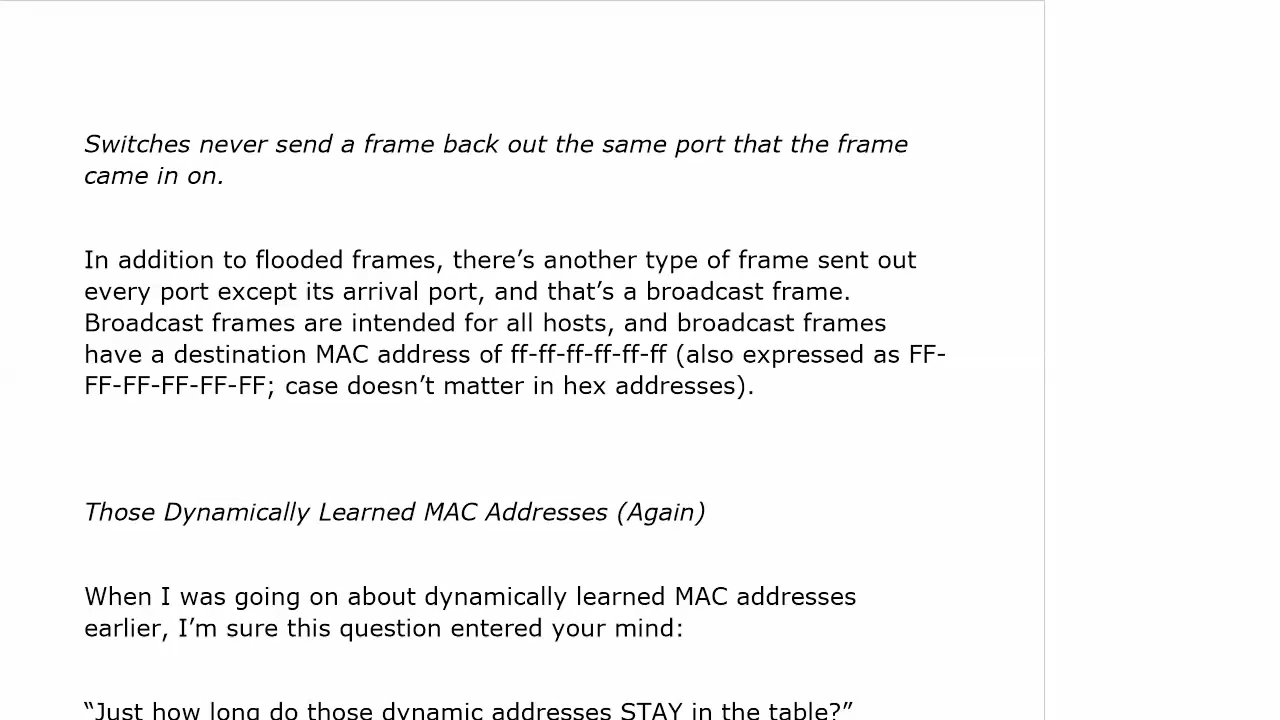 Switches never send a frame back out the same port that the frame
came in on.
In addition to flooded frames, there’s another type of frame sent out
every port except its arrival port, and that’s a broadcast frame.
Broadcast frames are intended for all hosts, and broadcast frames
have a destination MAC address of ff-ff-ff-ff-ff-ff (also expressed as FF-
FF-FF-FF-FF-FF; case doesn’t matter in hex addresses).
Those Dynamically Learned MAC Addresses (Again)
When I was going on about dynamically learned MAC addresses
earlier, I’m sure this question entered your mind:
“Just how long do those dynamic addresses STAY in the table?”